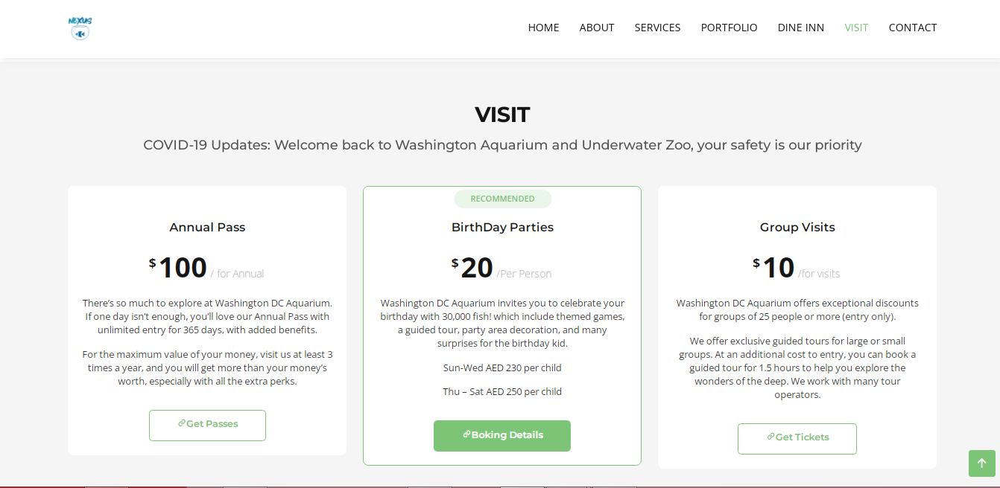 NEXUS
HOME ABOUT SERVICES PORTFOLIO DINE INN VISIT CONTACT
VISIT
COVID-19 Updates: Welcome back to Washington Aquarium and Underwater Zoo, your safety is our priority
Annual Pass
$100 / for Annual
There’s so much to explore at Washington DC Aquarium.
If one day isn’t enough, you’ll love our Annual Pass with
unlimited entry for 365 days, with added benefits.
For the maximum value of your money, visit us at least 3
times a year, and you will get more than your money’s
worth, especially with all the extra perks.
Get Passes
RECOMMENDED
BirthDay Parties
$20 /Per Person
Washington DC Aquarium invites you to celebrate your
birthday with 30,000 fish! which include themed games,
a guided tour, party area decoration, and many
surprises for the birthday kid.
Sun-Wed AED 230 per child
Thu – Sat AED 250 per child
Boking Details
Group Visits
$10 /for visits
Washington DC Aquarium offers exceptional discounts
for groups of 25 people or more (entry only).
We offer exclusive guided tours for large or small
groups. At an additional cost to entry, you can book a
guided tour for 1.5 hours to help you explore the
wonders of the deep. We work with many tour
operators.
Get Tickets